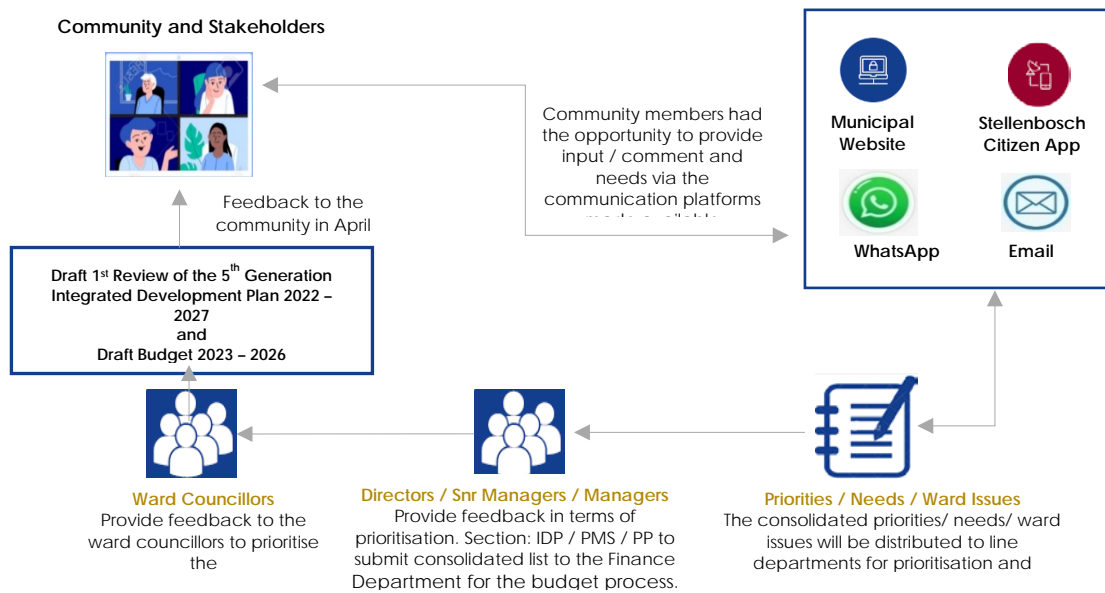 Community and Stakeholders
Community members had
the opportunity to provide
input / comment and
needs via the
communication platforms
Municipal
Website
Stellenbosch
Citizen App
WhatsApp
Email
Feedback to the
community in April
Draft 1st Review of the 5th Generation
Integrated Development Plan 2022 –
2027
and
Draft Budget 2023 – 2026
Ward Councillors
Provide feedback to the
ward councillors to prioritise
the
Directors / Snr Managers / Managers
Provide feedback in terms of
prioritisation. Section: IDP / PMS / PP to
submit consolidated list to the Finance
Department for the budget process.
Priorities / Needs / Ward Issues
The consolidated priorities/ needs/ ward
issues will be distributed to line
departments for prioritisation and